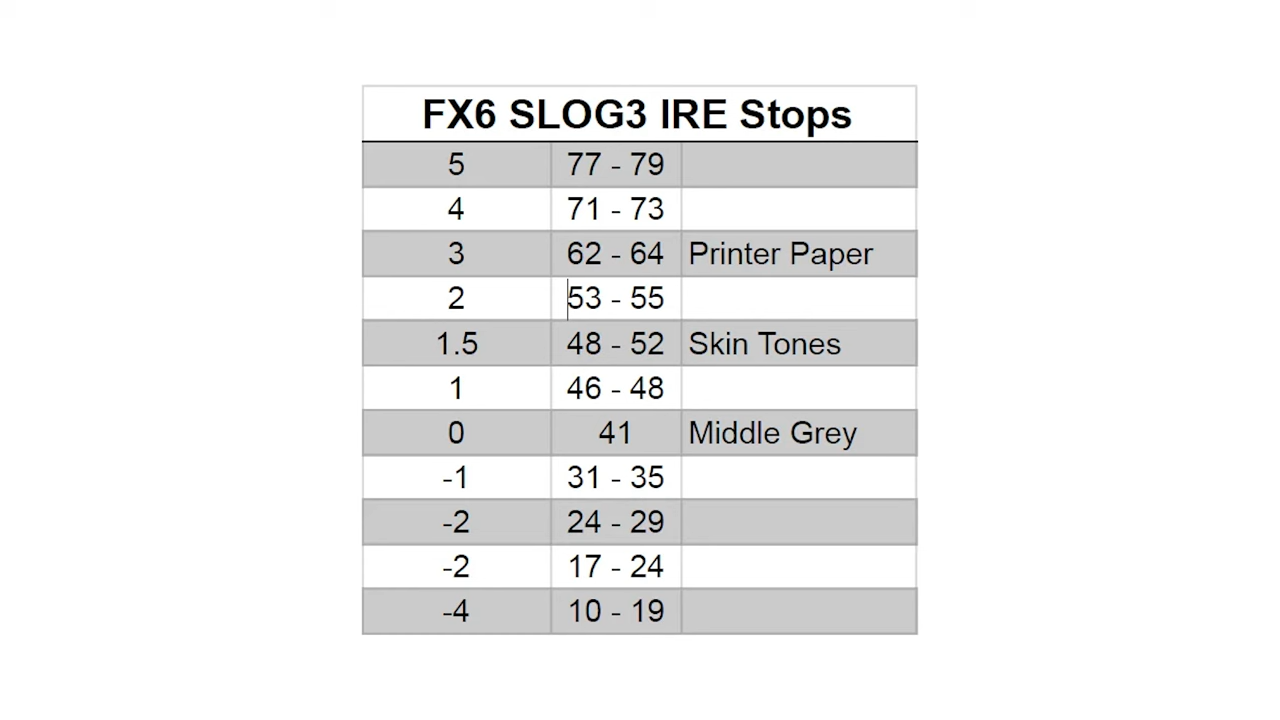 FX6 SLOG3 IRE Stops
5 77 - 79
4 71 - 73
3 62 - 64 Printer Paper
2 53 - 55
1.5 48 - 52 Skin Tones
1 46 - 48
0 41 Middle Grey
-1 31 - 35
-2 24 - 29
-2 17 - 24
-4 10 - 19